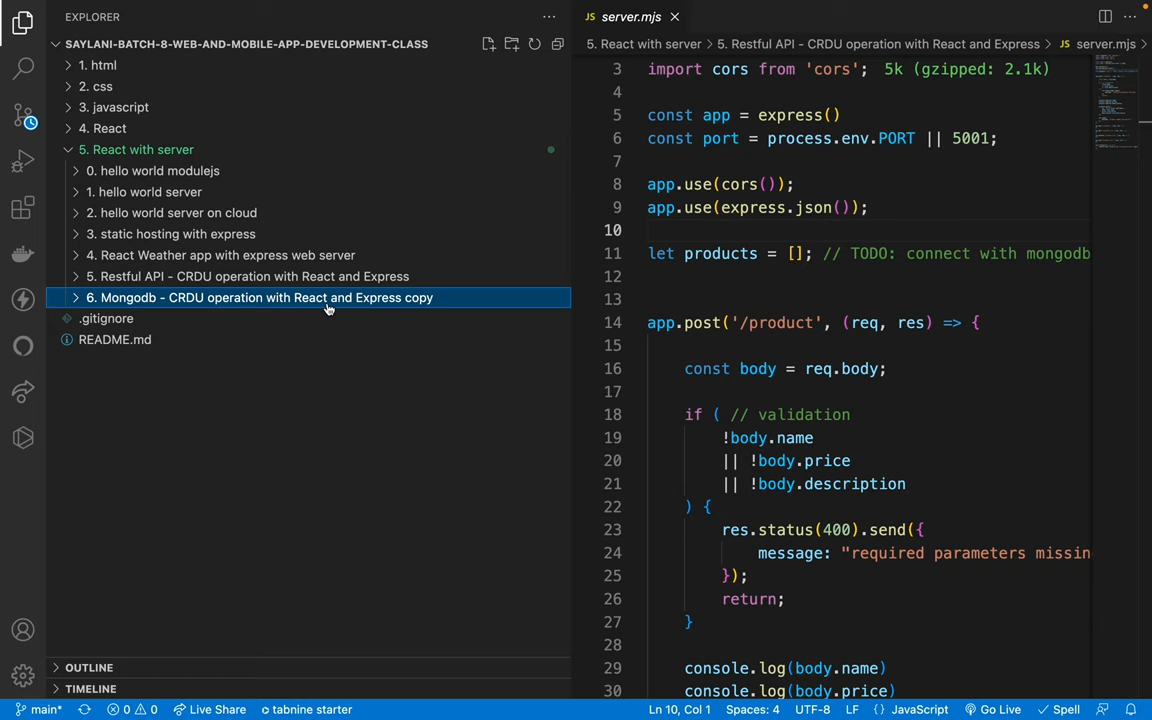 EXPLORER
SAYLANI-BATCH-8-WEB-AND-MOBILE-APP-DEVELOPMENT-CLASS
1. html
2. css
3. javascript
4. React
5. React with server
0. hello world modulejs
1. hello world server
2. hello world server on cloud
3. static hosting with express
4. React Weather app with express web server
5. Restful API - CRDU operation with React and Express
6. Mongodb - CRDU operation with React and Express copy
.gitignore
README.md
OUTLINE
TIMELINE
JS server.mjs
5. React with server > 5. Restful API - CRDU operation with React and Express > JS server.mjs >
3 import cors from 'cors'; 5k (gzipped: 2.1k)
4
5 const app = express()
6 const port = process.env.PORT || 5001;
7
8 app.use(cors());
9 app.use(express.json());
10
11 let products = []; // TODO: connect with mongodb
12
13
14 app.post('/product', (req, res) => {
15
16 const body = req.body;
17
18 if ( // validation
19 !body.name
20 || !body.price
21 || !body.description
22 ) {
23 res.status(400).send({
24 message: "required parameters missin
25 });
26 return;
27 }
28
29 console.log(body.name)
30 console.log(body.price)
main* 0 0 Live Share tabnine starter Ln 10, Col 1 Spaces: 4 UTF-8 LF {} JavaScript Go Live Spell